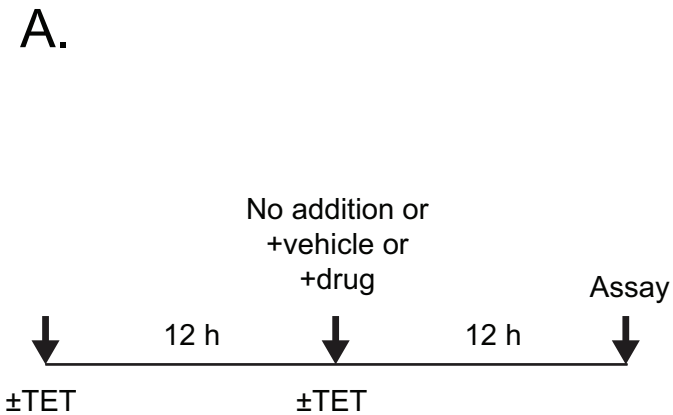 A.
No addition or
+vehicle or
+drug
Assay
12 h
12 h
±TET
±TET